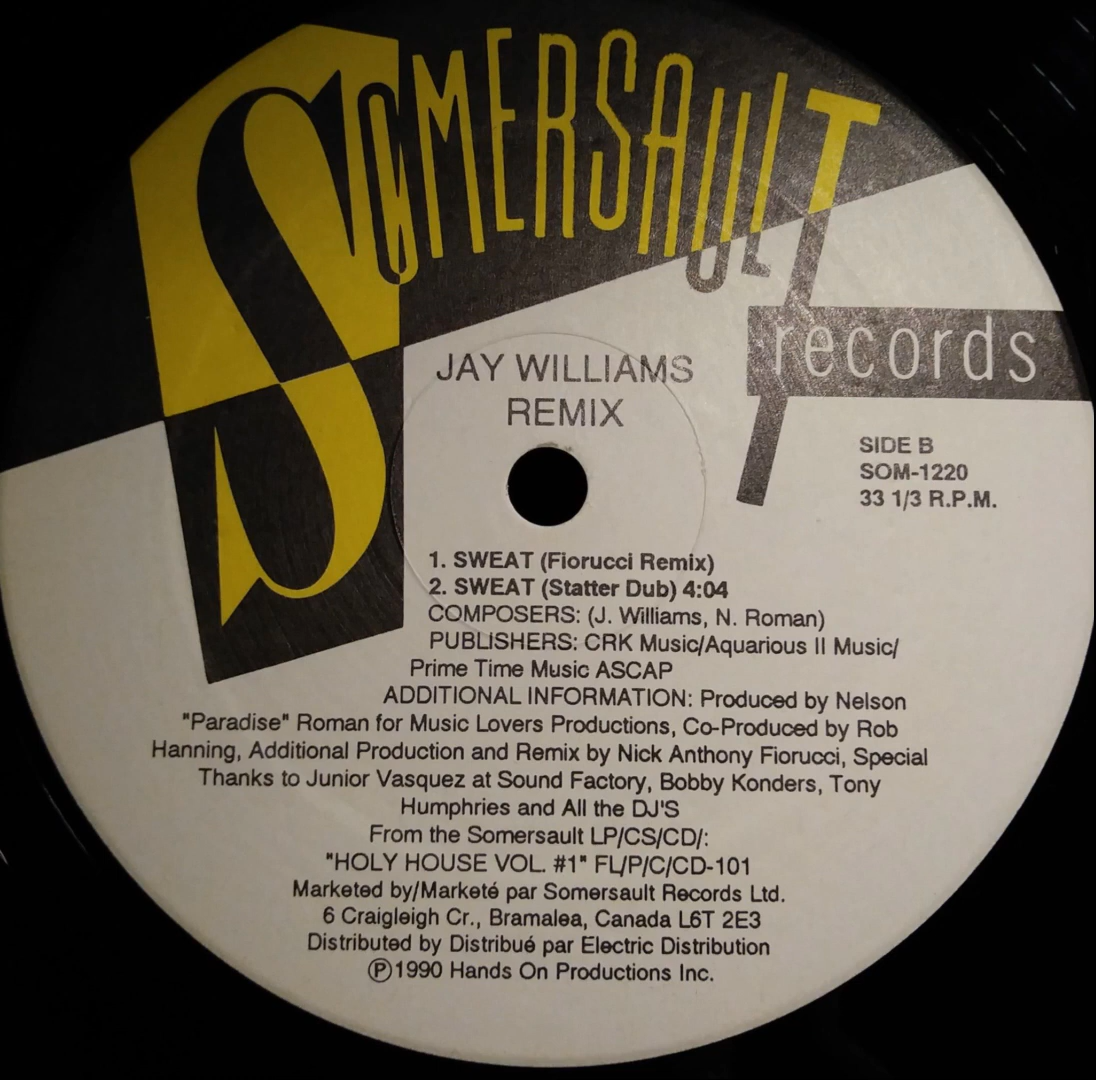 SOMERSAULT
records
JAY WILLIAMS
REMIX
SIDE B
SOM-1220
33 1/3 R.P.M.
1. SWEAT (Fiorucci Remix)
2. SWEAT (Statter Dub) 4:04
COMPOSERS: (J. Williams, N. Roman)
PUBLISHERS: CRK Music/Aquarious II Music/
Prime Time Music ASCAP
ADDITIONAL INFORMATION: Produced by Nelson
"Paradise" Roman for Music Lovers Productions, Co-Produced by Rob
Hanning, Additional Production and Remix by Nick Anthony Fiorucci, Special
Thanks to Junior Vasquez at Sound Factory, Bobby Konders, Tony
Humphries and All the DJ'S
From the Somersault LP/CS/CD/:
"HOLY HOUSE VOL. #1" FL/P/C/CD-101
Marketed by/Marketé par Somersault Records Ltd.
6 Craigleigh Cr., Bramalea, Canada L6T 2E3
Distributed by Distribué par Electric Distribution
Ⓟ1990 Hands On Productions Inc.